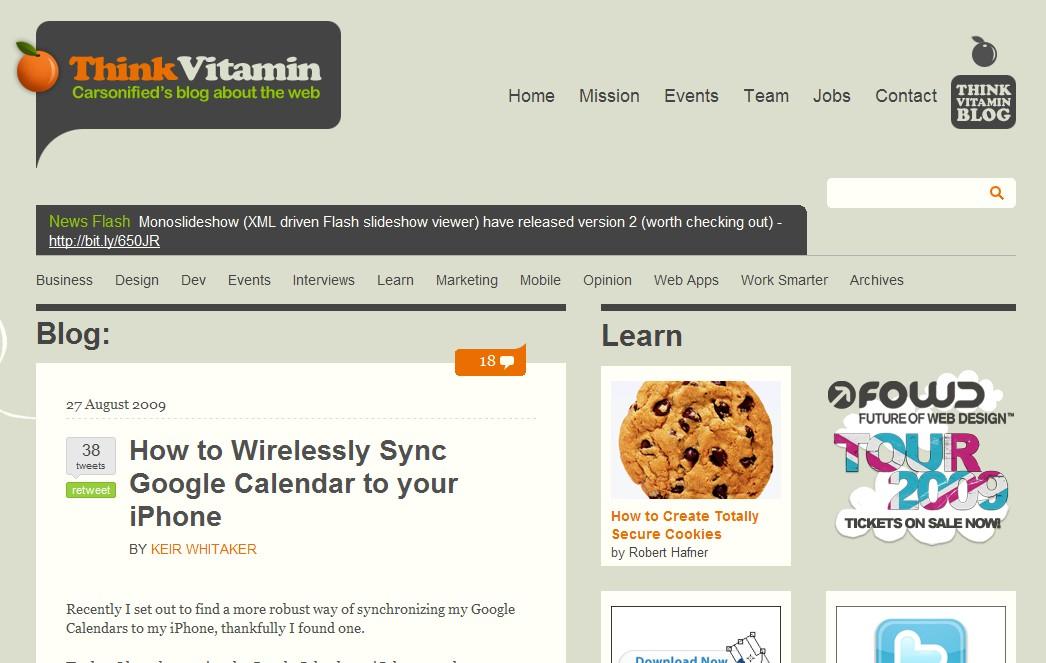 ThinkVitamin
Carsonified's blog about the web
Home Mission Events Team Jobs Contact
THINK
VITAMIN
BLOG
News Flash Monoslideshow (XML driven Flash slideshow viewer) have released version 2 (worth checking out) -
http://bit.ly/650JR
Business Design Dev Events Interviews Learn Marketing Mobile Opinion Web Apps Work Smarter Archives
Blog:
18
27 August 2009
38
tweets
retweet
How to Wirelessly Sync
Google Calendar to your
iPhone
BY KEIR WHITAKER
Recently I set out to find a more robust way of synchronizing my Google
Calendars to my iPhone, thankfully I found one.
Learn
How to Create Totally
Secure Cookies
by Robert Hafner
FOWD
FUTURE OF WEB DESIGN™
TOUR
2009
TICKETS ON SALE NOW!
Download Now